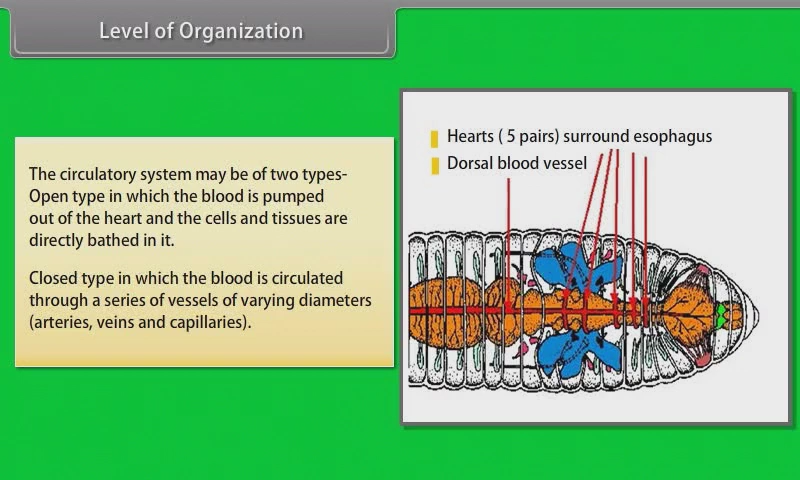 Level of Organization
The circulatory system may be of two types-
Open type in which the blood is pumped
out of the heart and the cells and tissues are
directly bathed in it.
Closed type in which the blood is circulated
through a series of vessels of varying diameters
(arteries, veins and capillaries).
Hearts ( 5 pairs) surround esophagus
Dorsal blood vessel